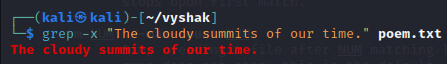 ┌──(kali㉿kali)-[~/vyshak]
└─$ grep -x "The cloudy summits of our time." poem.txt
The cloudy summits of our time.